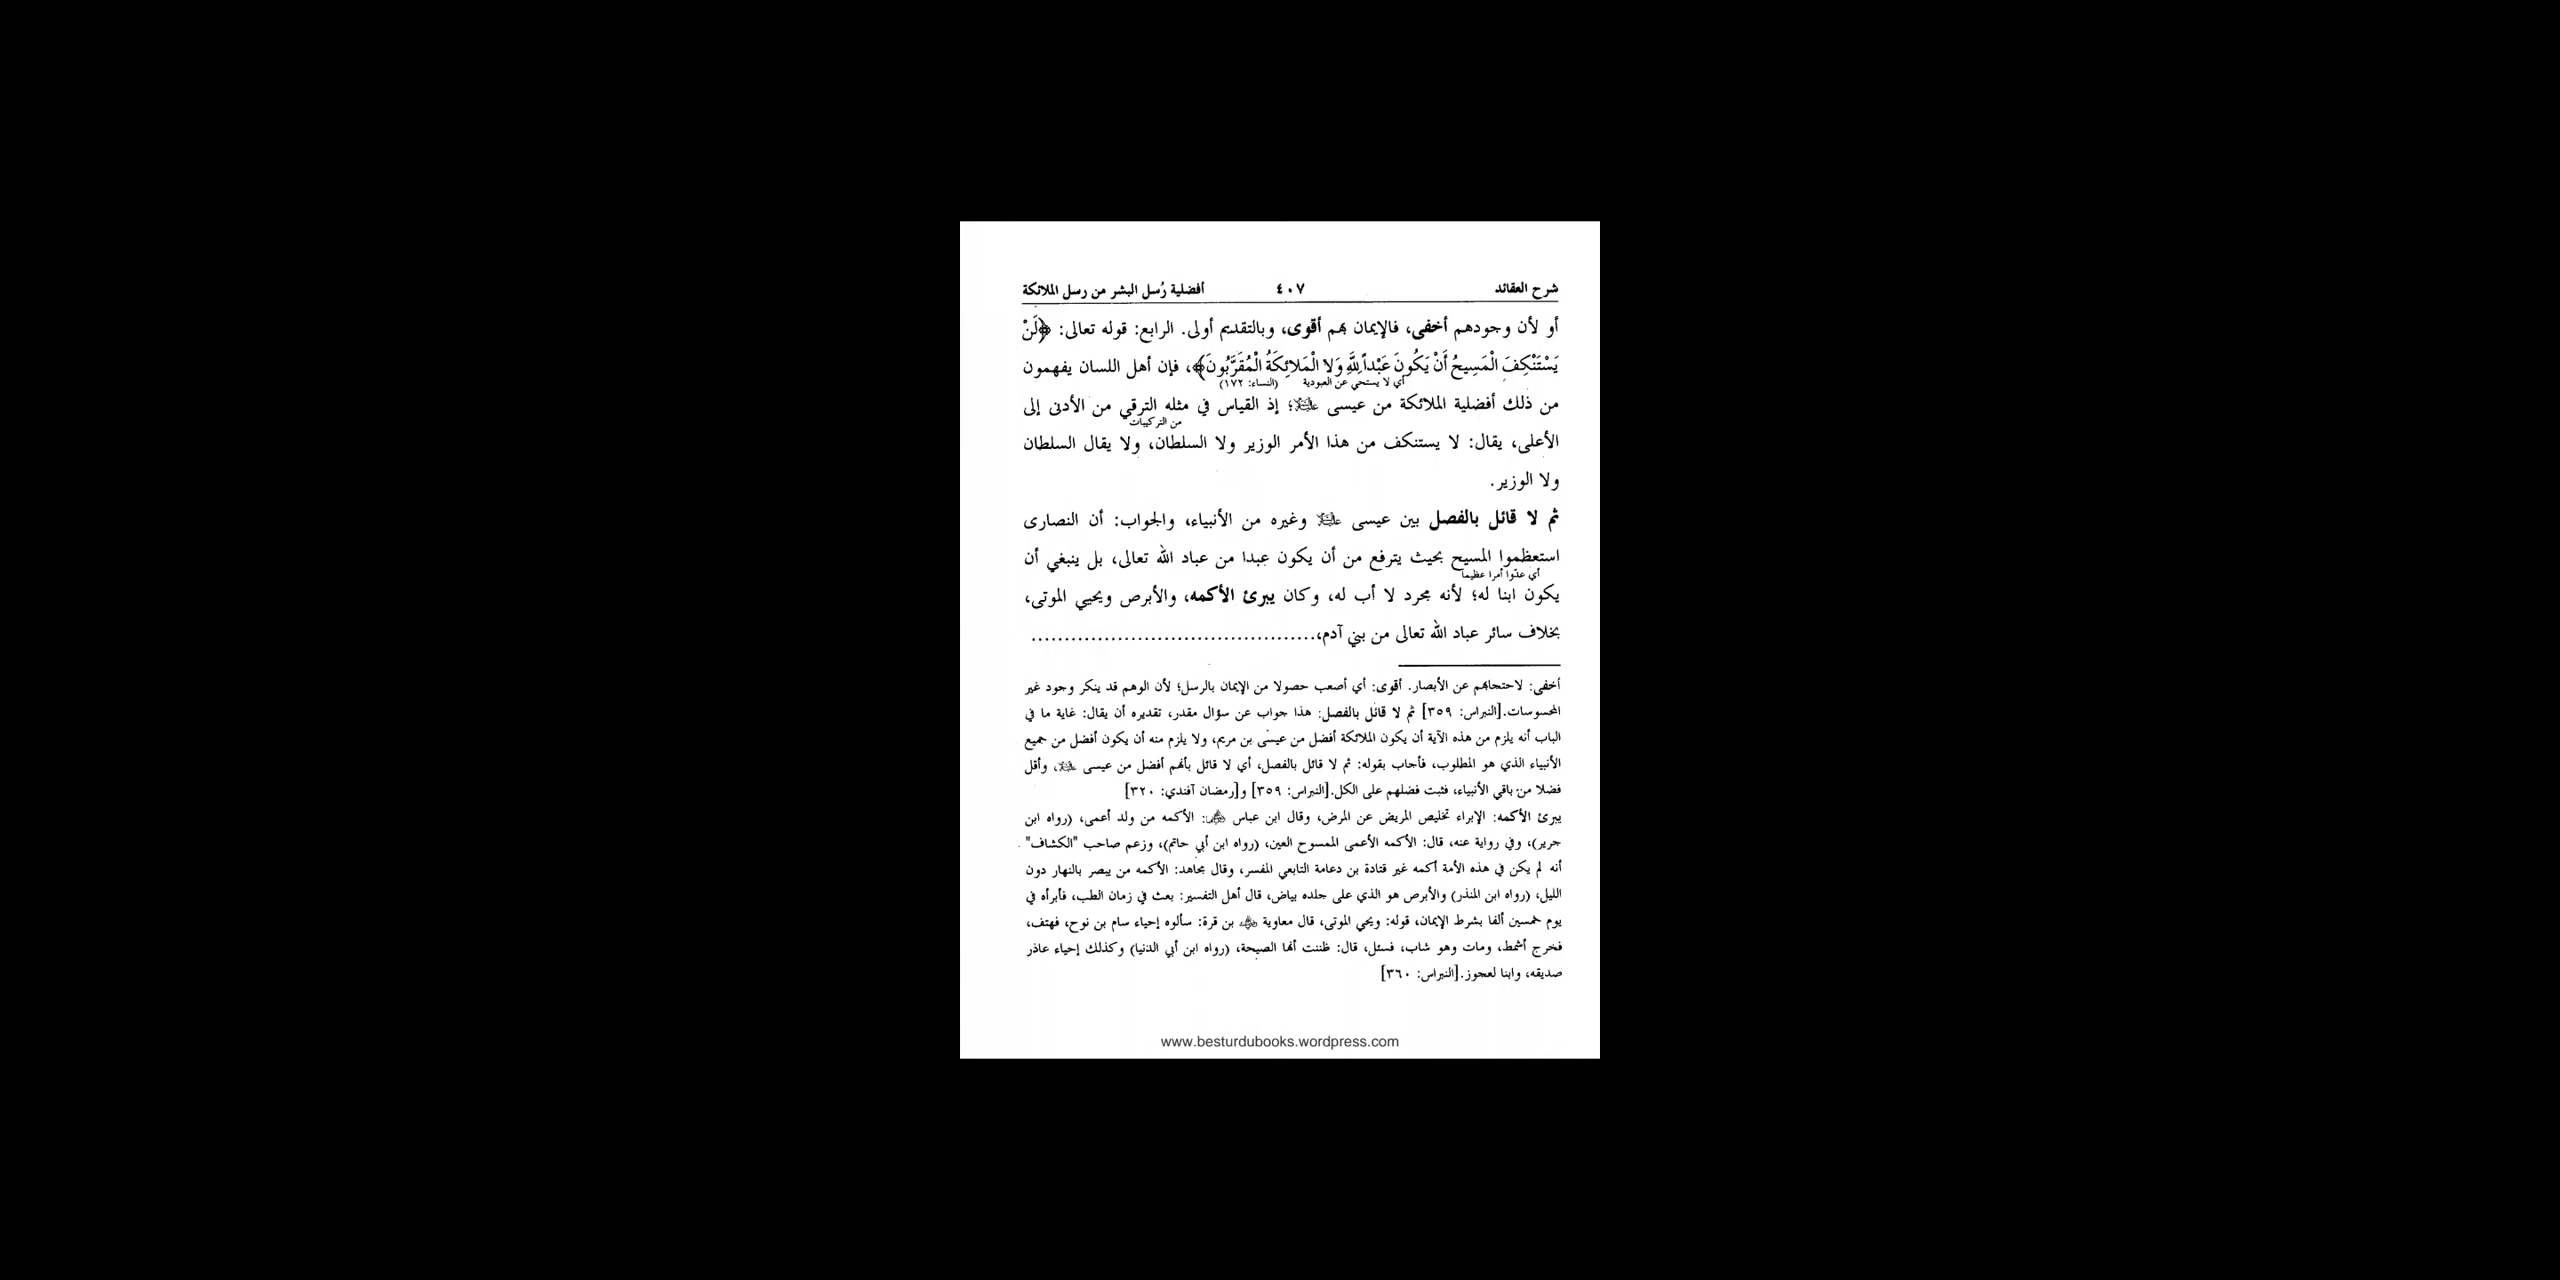 شرح العقائد ٤٠٧ أفضلية رُسل البشر من رسل الملائكة
أو لأن وجودهم أخفى، فالإيمان بهم أقوى، وبالتقديم أولى. الرابع: قوله تعالى: ﴿لَنْ
يَسْتَنْكِفَ الْمَسِيحُ أَنْ يَكُونَ عَبْداً لِلَّهِ وَلا الْمَلائِكَةُ الْمُقَرَّبُونَ﴾، فإن أهل اللسان يفهمون
أي لا يستحي عن العبودية (النساء: ١٧٢)
من ذلك أفضلية الملائكة من عيسى عليه السلام؛ إذ القياس في مثله الترقي من الأدنى إلى
من التركيبات
الأعلى، يقال: لا يستنكف من هذا الأمر الوزير ولا السلطان، ولا يقال السلطان
ولا الوزير.
ثم لا قائل بالفصل بين عيسى عليه السلام وغيره من الأنبياء، والجواب: أن النصارى
استعظموا المسيح بحيث يترفع من أن يكون عبدا من عباد الله تعالى، بل ينبغي أن
أي عدّوا أمرا عظيما
يكون ابنا له؛ لأنه مجرد لا أب له، وكان يبرئ الأكمه، والأبرص ويحيي الموتى،
بخلاف سائر عباد الله تعالى من بني آدم،...........................................
أخفى: لاحتجابهم عن الأبصار. أقوى: أي أصعب حصولا من الإيمان بالرسل؛ لأن الوهم قد ينكر وجود غير
المحسوسات.[النبراس: ٣٥٩] ثم لا قائل بالفصل: هذا جواب عن سؤال مقدر، تقديره أن يقال: غاية ما في
الباب أنه يلزم من هذه الآية أن يكون الملائكة أفضل من عيسى بن مريم، ولا يلزم منه أن يكون أفضل من جميع
الأنبياء الذي هو المطلوب، فأجاب بقوله: ثم لا قائل بالفصل، أي لا قائل بأنهم أفضل من عيسى عليه السلام، وأقل
فضلا من باقي الأنبياء، فثبت فضلهم على الكل.[النبراس: ٣٥٩] و[رمضان آفندي: ٣٢٠]
يبرئ الأكمه: الإبراء تخليص المريض عن المرض، وقال ابن عباس رضي الله عنهما: الأكمه من ولد أعمى، (رواه ابن
جرير)، وفي رواية عنه، قال: الأكمه الأعمى الممسوح العين، (رواه ابن أبي حاتم)، وزعم صاحب "الكشاف"
أنه لم يكن في هذه الأمة أكمه غير قتادة بن دعامة التابعي المفسر، وقال مجاهد: الأكمه من يبصر بالنهار دون
الليل، (رواه ابن المنذر) والأبرص هو الذي على جلده بياض، قال أهل التفسير: بعث في زمان الطب، فأبرأه في
يوم خمسين ألفا بشرط الإيمان، قوله: ويحي الموتى، قال معاوية رضي الله عنه بن قرة: سألوه إحياء سام بن نوح، فهتف،
فخرج أشمط، ومات وهو شاب، فسئل، قال: ظننت أنها الصيحة، (رواه ابن أبي الدنيا) وكذلك إحياء عاذر
صديقه، وابنا لعجوز.[النبراس: ٣٦٠]
www.besturdubooks.wordpress.com